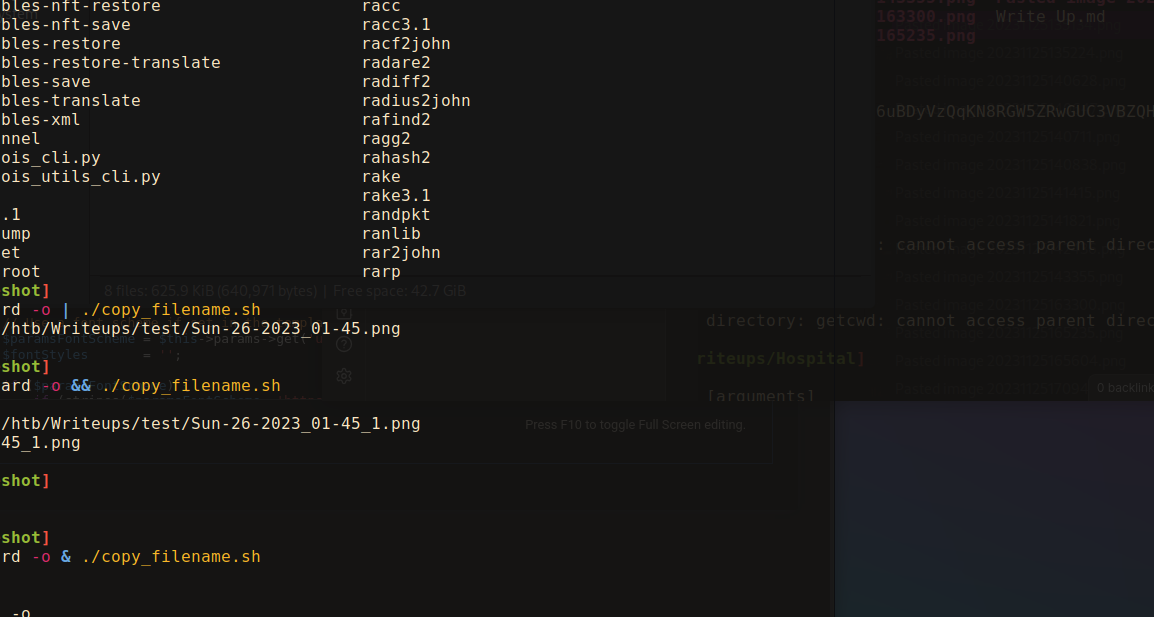 bles-nft-restore racc
bles-nft-save racc3.1
163300.png Write Up.md
165235.png
bles-restore racf2john
bles-restore-translate radare2
bles-save radiff2
bles-translate radius2john
bles-xml rafind2
6uBDyVzQqKN8RGW5ZRwGUC3VBZQH
nnel ragg2
ois_cli.py rahash2
ois_utils_cli.py rake
rake3.1
.1 randpkt
ump ranlib
et rar2john
: cannot access parent direc
root rarp
shot]
8 files: 625.9 KiB (640,971 bytes) | Free space: 42.7 GiB
rd -o | ./copy_filename.sh
/htb/Writeups/test/Sun-26-2023_01-45.png
directory: getcwd: cannot access parent direc
$paramsFontScheme = $this->params->get(
$fontStyles = '';
riteups/Hospital]
shot]
ard -o && ./copy_filename.sh
0 backlink
[arguments]
/htb/Writeups/test/Sun-26-2023_01-45_1.png
Press F10 to toggle Full Screen editing.
45_1.png
shot]
shot]
rd -o & ./copy_filename.sh
-o